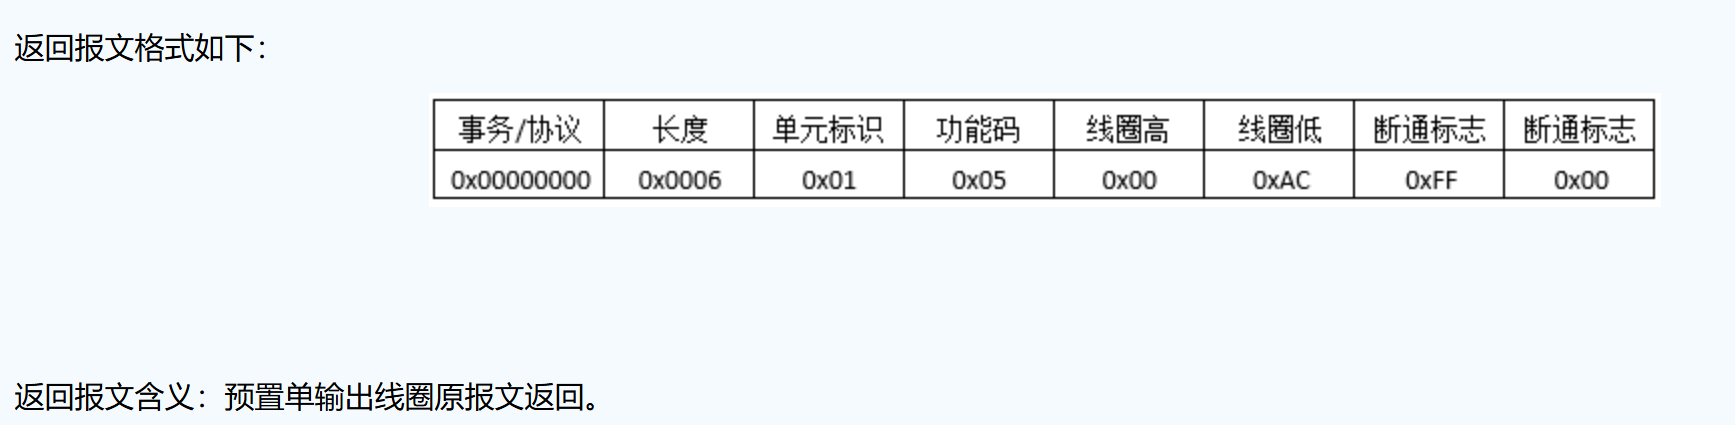 返回报文格式如下：
事务/协议 长度 单元标识 功能码 线圈高 线圈低 断通标志 断通标志
0x00000000 0x0006 0x01 0x05 0x00 0xAC 0xFF 0x00
返回报文含义：预置单输出线圈原报文返回。